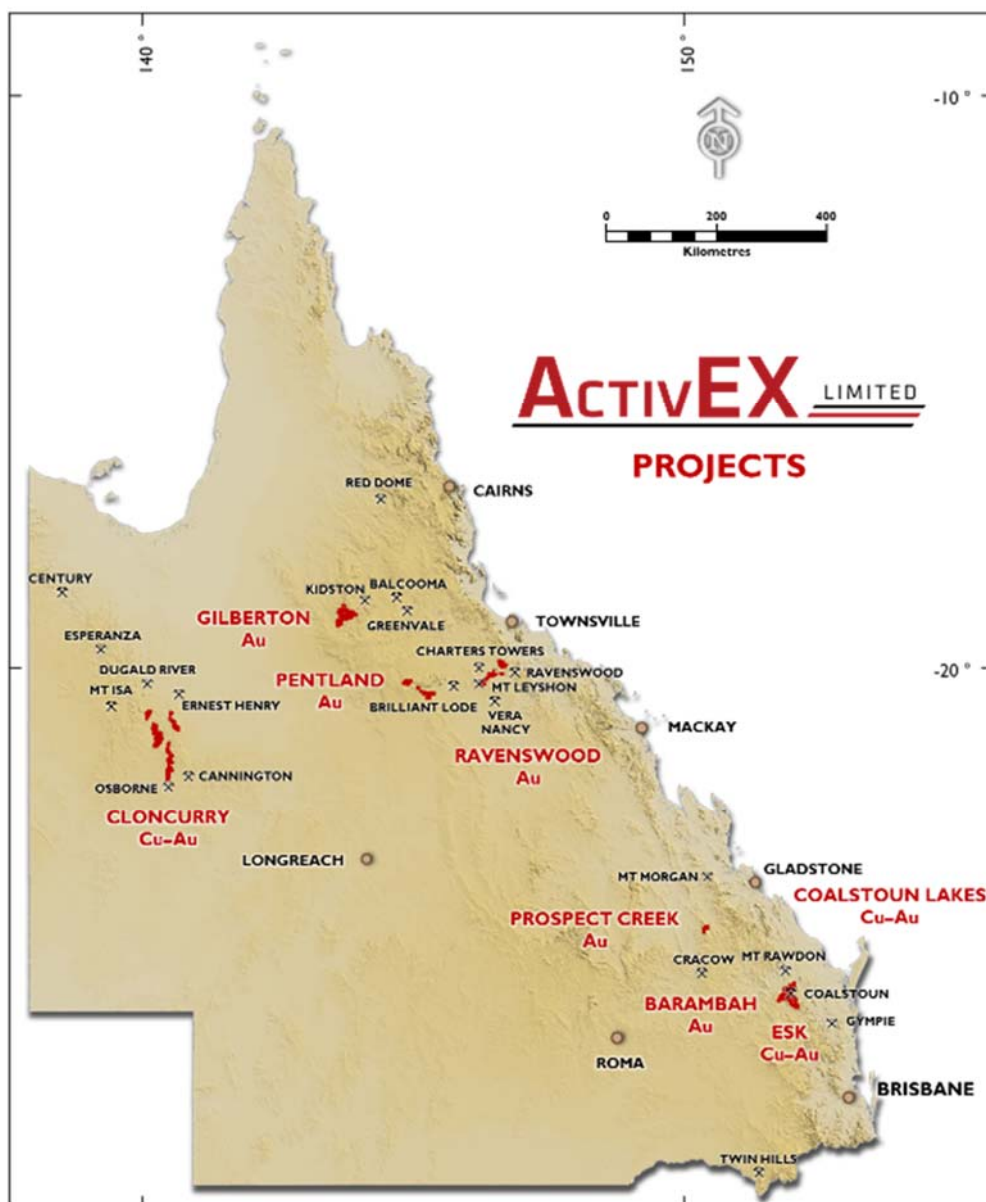 140 °
150 °
-10 °
N
0 200 400
Kilometres
ACTIVEX LIMITED
PROJECTS
RED DOME
CAIRNS
CENTURY
KIDSTON
BALCOOMA
GILBERTON
Au
GREENVALE
TOWNSVILLE
ESPERANZA
CHARTERS TOWERS
-20 °
DUGALD RIVER
RAVENSWOOD
PENTLAND
Au
MT LEYSHON
MT ISA
ERNEST HENRY
BRILLIANT LODE
VERA
NANCY
MACKAY
RAVENSWOOD
Au
CANNINGTON
OSBORNE
CLONCURRY
Cu–Au
LONGREACH
GLADSTONE
MT MORGAN
COALSTOUN LAKES
Cu–Au
PROSPECT CREEK
Au
MT RAWDON
CRACOW
COALSTOUN
BARAMBAH
Au
GYMPIE
ESK
Cu–Au
ROMA
BRISBANE
TWIN HILLS